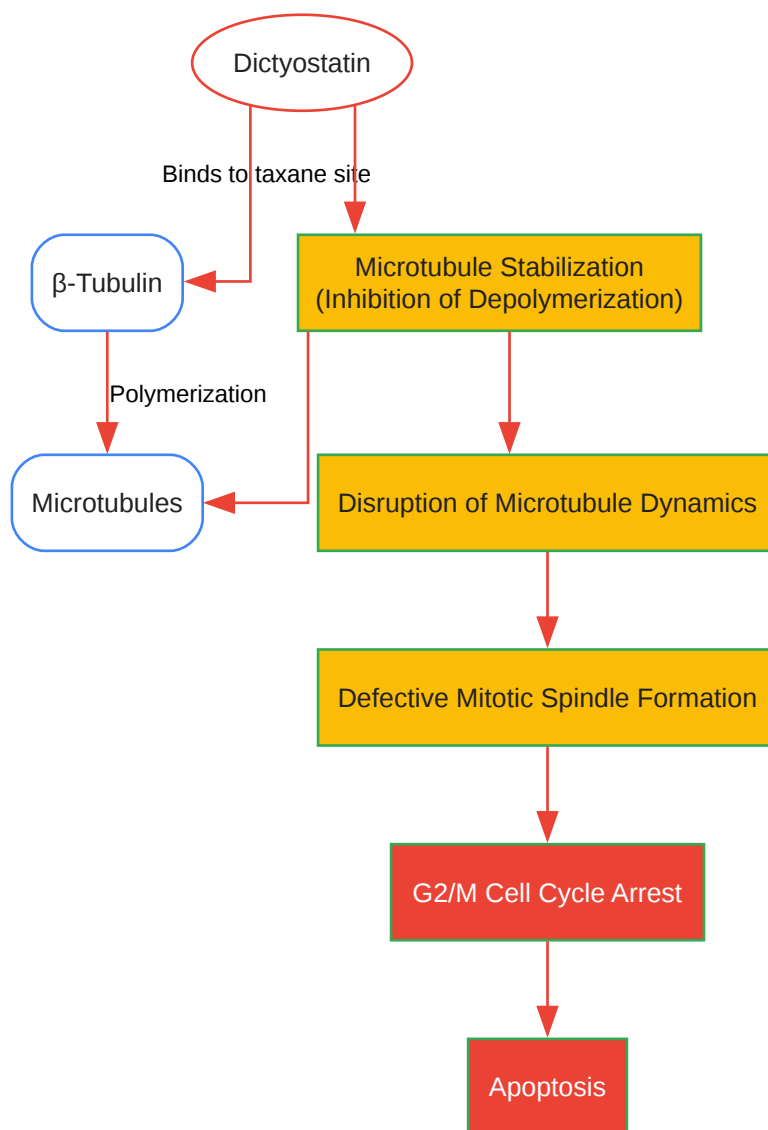 Dictyostatin
Binds to taxane site
β-Tubulin
Microtubule Stabilization
(Inhibition of Depolymerization)
Polymerization
Microtubules
Disruption of Microtubule Dynamics
Defective Mitotic Spindle Formation
G2/M Cell Cycle Arrest
Apoptosis